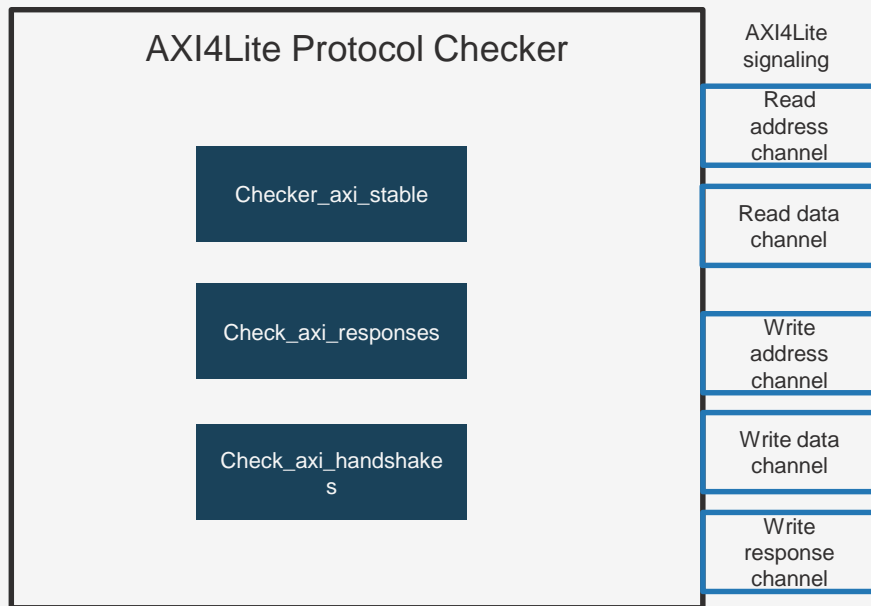 AXI4Lite Protocol Checker
Checker_axi_stable
Check_axi_responses
Check_axi_handshake
s
AXI4Lite
signaling
Read
address
channel
Read data
channel
Write
address
channel
Write data
channel
Write
response
channel